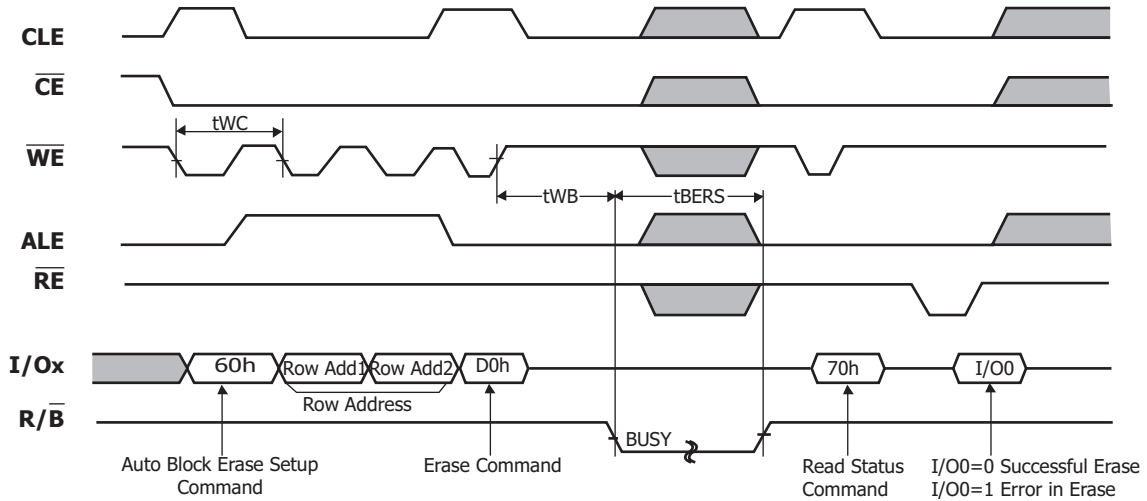 CLE
CE
tWC
WE
tWB
tBERS
ALE
RE
I/Ox
60h
Row Add1
Row Add2
D0h
70h
I/O0
Row Address
R/B
BUSY
Auto Block Erase Setup
Command
Erase Command
Read Status
Command
I/O0=0 Successful Erase
I/O0=1 Error in Erase